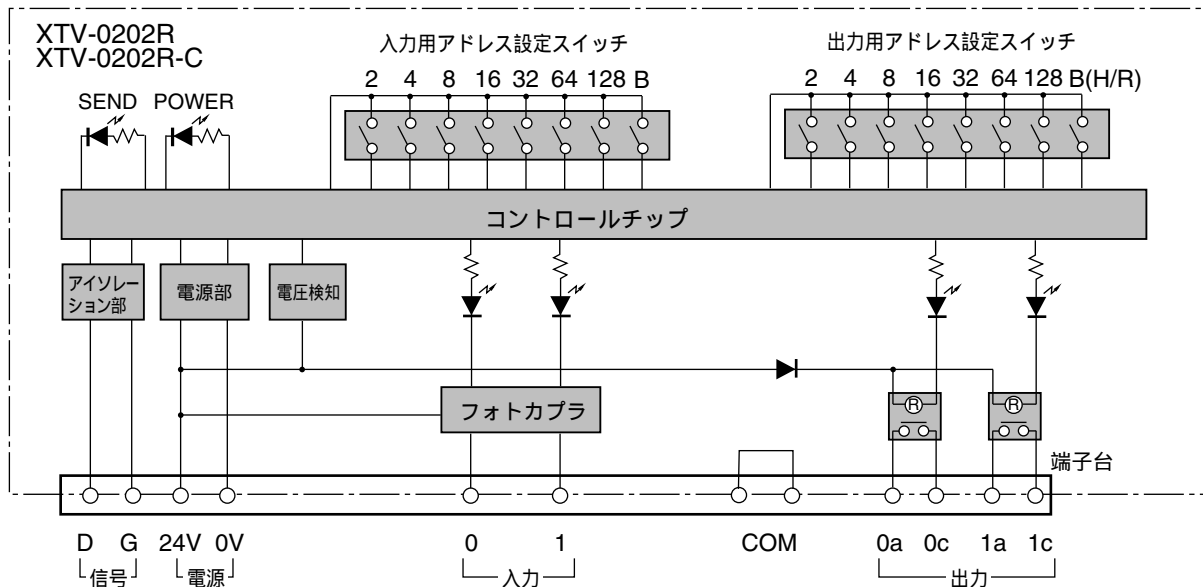 XTV-0202R
XTV-0202R-C
入力用アドレス設定スイッチ
出力用アドレス設定スイッチ
2 4 8 16 32 64 128 B
2 4 8 16 32 64 128 B(H/R)
SEND POWER
コントロールチップ
アイソレー
ション部
電源部
電圧検知
フォトカプラ
R R
端子台
D G 24V 0V 0 1 COM 0a 0c 1a 1c
信号 電源 入力 出力